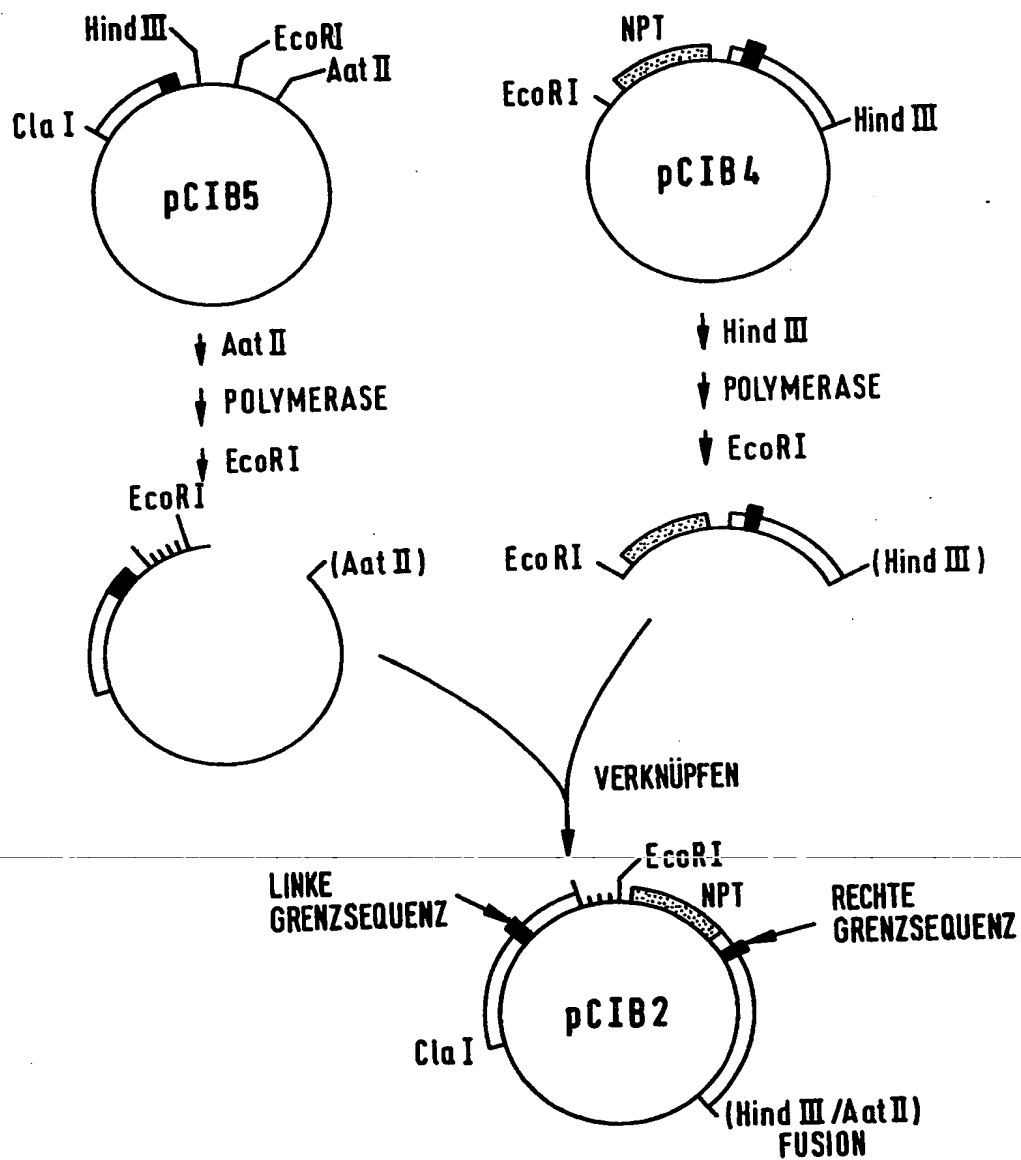 Hind III
EcoRI
Aat II
Cla I
pCIB5
NPT
EcoRI
Hind III
pCIB4
Aat II
POLYMERASE
EcoRI
Hind III
POLYMERASE
EcoRI
EcoRI
(Aat II)
EcoRI
(Hind III)
VERKNÜPFEN
EcoRI
LINKE
GRENZSEQUENZ
NPT
RECHTE
GRENZSEQUENZ
pCIB2
Cla I
(Hind III/Aat II)
FUSION